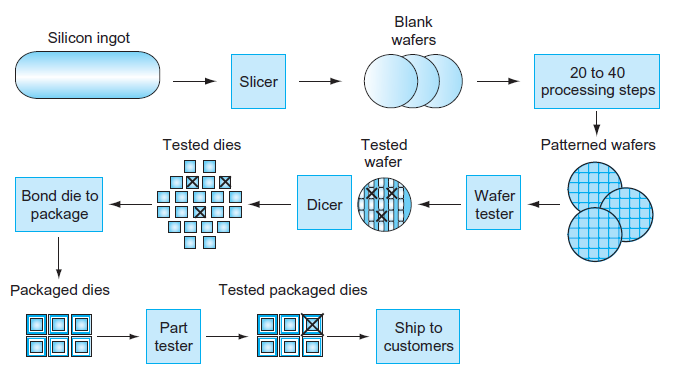 Silicon ingot
Slicer
Blank
wafers
20 to 40
processing steps
Patterned wafers
Wafer
tester
Tested
wafer
Dicer
Tested dies
Bond die to
package
Packaged dies
Part
tester
Tested packaged dies
Ship to
customers